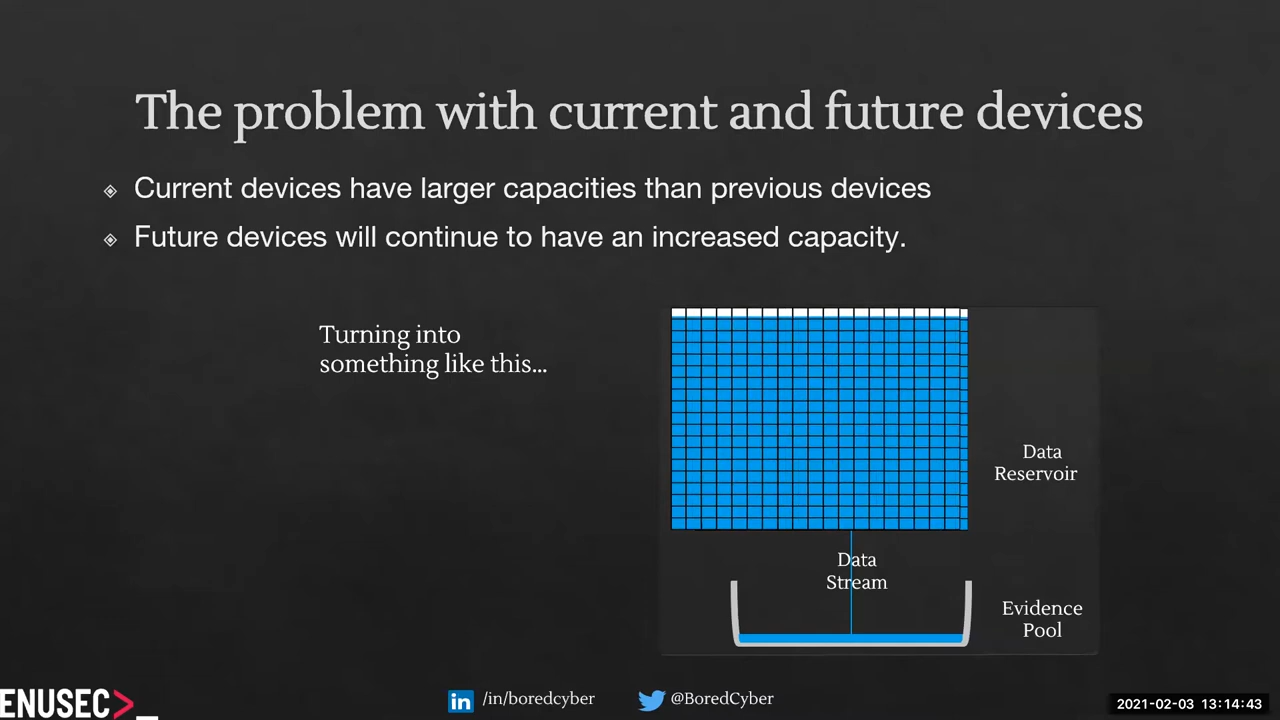 The problem with current and future devices
Current devices have larger capacities than previous devices
Future devices will continue to have an increased capacity.
Turning into
something like this...
Data
Reservoir
Data
Stream
Evidence
Pool
ENUSEC>_
in /in/boredcyber
@BoredCyber
2021-02-03 13:14:43